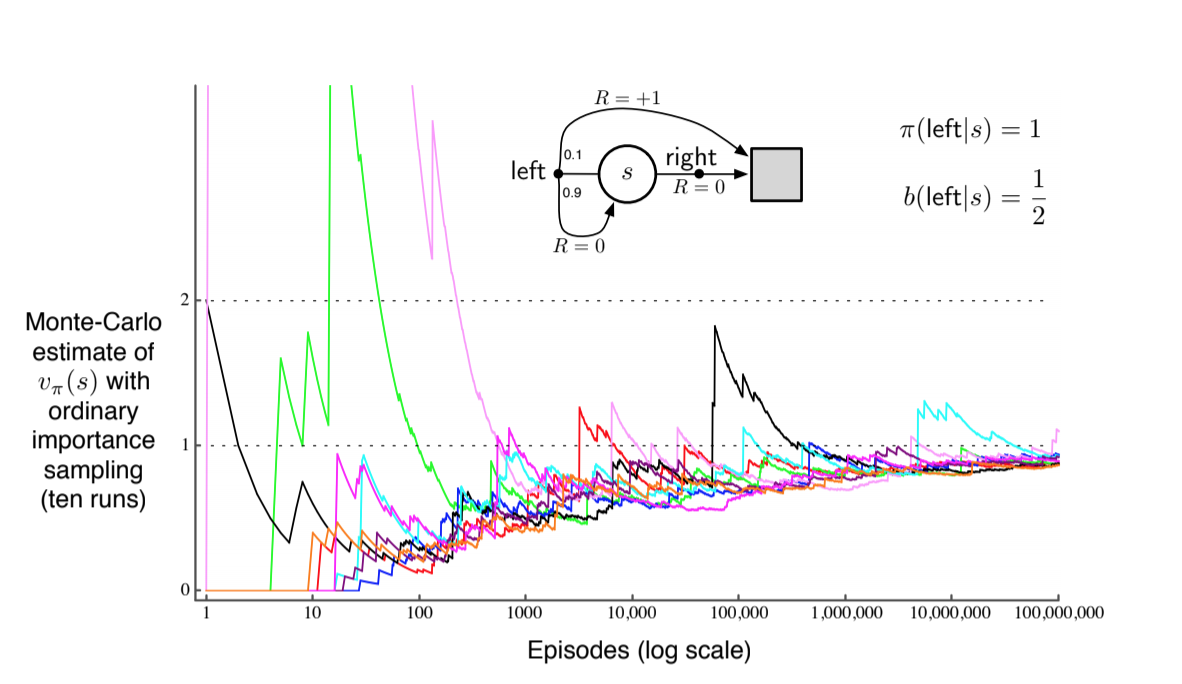 R = +1
π(left|s) = 1
0.1
left
s
right
R = 0
0.9
b(left|s) = 1/2
R = 0
2
Monte-Carlo
estimate of
vπ(s) with
ordinary
importance
sampling
(ten runs)
1
0
1 10 100 1000 10,000 100,000 1,000,000 10,000,000 100,000,000
Episodes (log scale)